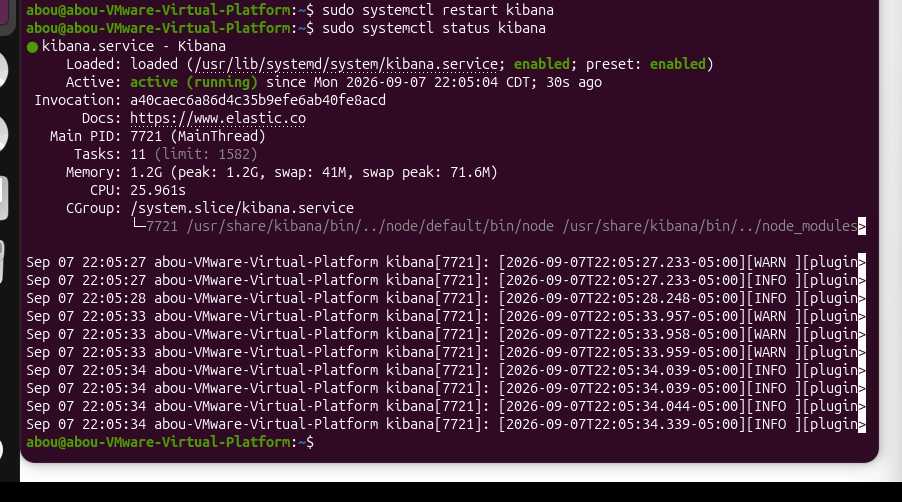 abou@abou-VMware-Virtual-Platform:~$ sudo systemctl restart kibana
abou@abou-VMware-Virtual-Platform:~$ sudo systemctl status kibana
● kibana.service - Kibana
Loaded: loaded (/usr/lib/systemd/system/kibana.service; enabled; preset: enabled)
Active: active (running) since Mon 2026-09-07 22:05:04 CDT; 30s ago
Invocation: a40caec6a86d4c35b9efe6ab40fe8acd
Docs: https://www.elastic.co
Main PID: 7721 (MainThread)
Tasks: 11 (limit: 1582)
Memory: 1.2G (peak: 1.2G, swap: 41M, swap peak: 71.6M)
CPU: 25.961s
CGroup: /system.slice/kibana.service
└─7721 /usr/share/kibana/bin/../node/default/bin/node /usr/share/kibana/bin/../node_modules>
Sep 07 22:05:27 abou-VMware-Virtual-Platform kibana[7721]: [2026-09-07T22:05:27.233-05:00][WARN ][plugin>
Sep 07 22:05:27 abou-VMware-Virtual-Platform kibana[7721]: [2026-09-07T22:05:27.233-05:00][INFO ][plugin>
Sep 07 22:05:28 abou-VMware-Virtual-Platform kibana[7721]: [2026-09-07T22:05:28.248-05:00][INFO ][plugin>
Sep 07 22:05:33 abou-VMware-Virtual-Platform kibana[7721]: [2026-09-07T22:05:33.957-05:00][WARN ][plugin>
Sep 07 22:05:33 abou-VMware-Virtual-Platform kibana[7721]: [2026-09-07T22:05:33.958-05:00][WARN ][plugin>
Sep 07 22:05:33 abou-VMware-Virtual-Platform kibana[7721]: [2026-09-07T22:05:33.959-05:00][WARN ][plugin>
Sep 07 22:05:34 abou-VMware-Virtual-Platform kibana[7721]: [2026-09-07T22:05:34.039-05:00][INFO ][plugin>
Sep 07 22:05:34 abou-VMware-Virtual-Platform kibana[7721]: [2026-09-07T22:05:34.039-05:00][INFO ][plugin>
Sep 07 22:05:34 abou-VMware-Virtual-Platform kibana[7721]: [2026-09-07T22:05:34.044-05:00][INFO ][plugin>
Sep 07 22:05:34 abou-VMware-Virtual-Platform kibana[7721]: [2026-09-07T22:05:34.339-05:00][INFO ][plugin>
abou@abou-VMware-Virtual-Platform:~$